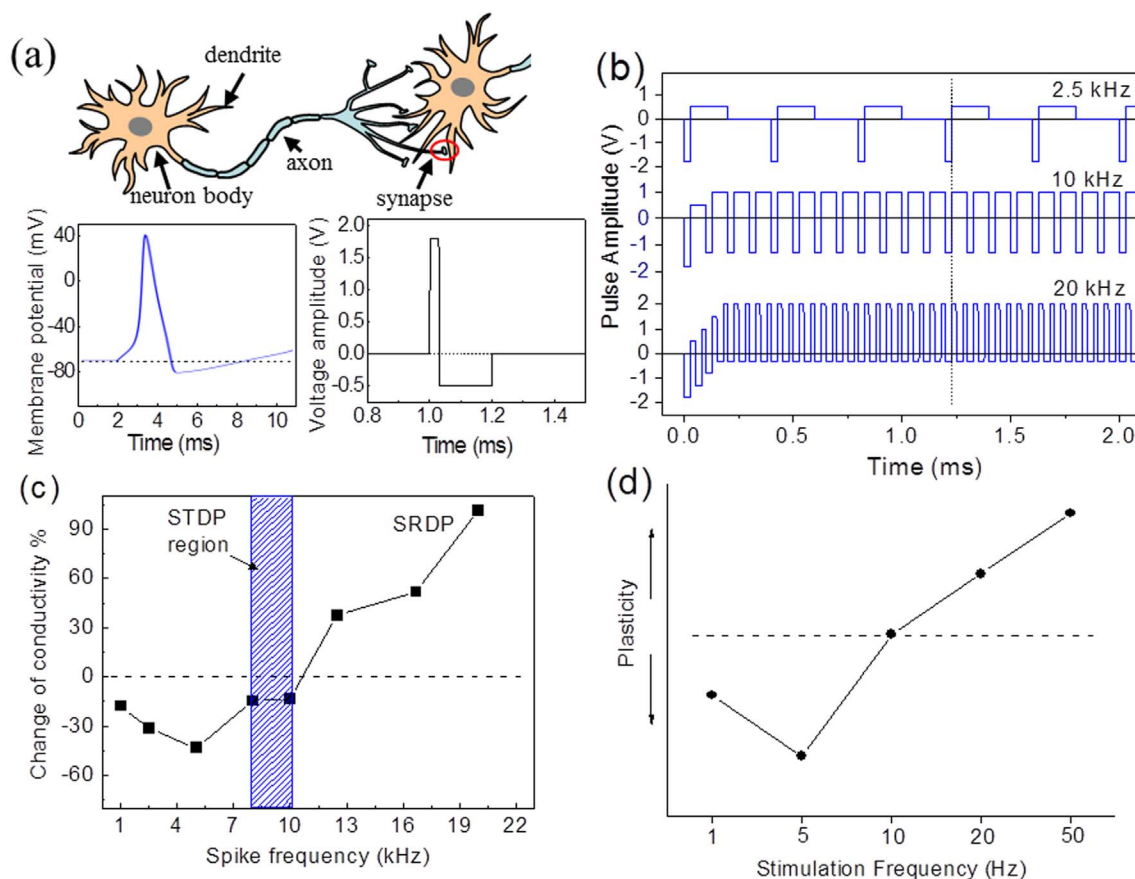 (a)
dendrite
axon
neuron body
synapse
Membrane potential (mV)
40
0
-40
-80
0 2 4 6 8 10
Time (ms)
Voltage amplitude (V)
2.0
1.5
1.0
0.5
0.0
-0.5
0.8 1.0 1.2 1.4
Time (ms)
(b)
Pulse Amplitude (V)
2.5 kHz
1
0
-1
-2
10 kHz
1
0
-1
-2
20 kHz
2
1
0
-1
-2
0.0 0.5 1.0 1.5 2.0
Time (ms)
(c)
Change of conductivity %
90
60
30
0
-30
-60
STDP
region
SRDP
1 4 7 10 13 16 19 22
Spike frequency (kHz)
(d)
Plasticity
1 5 10 20 50
Stimulation Frequency (Hz)